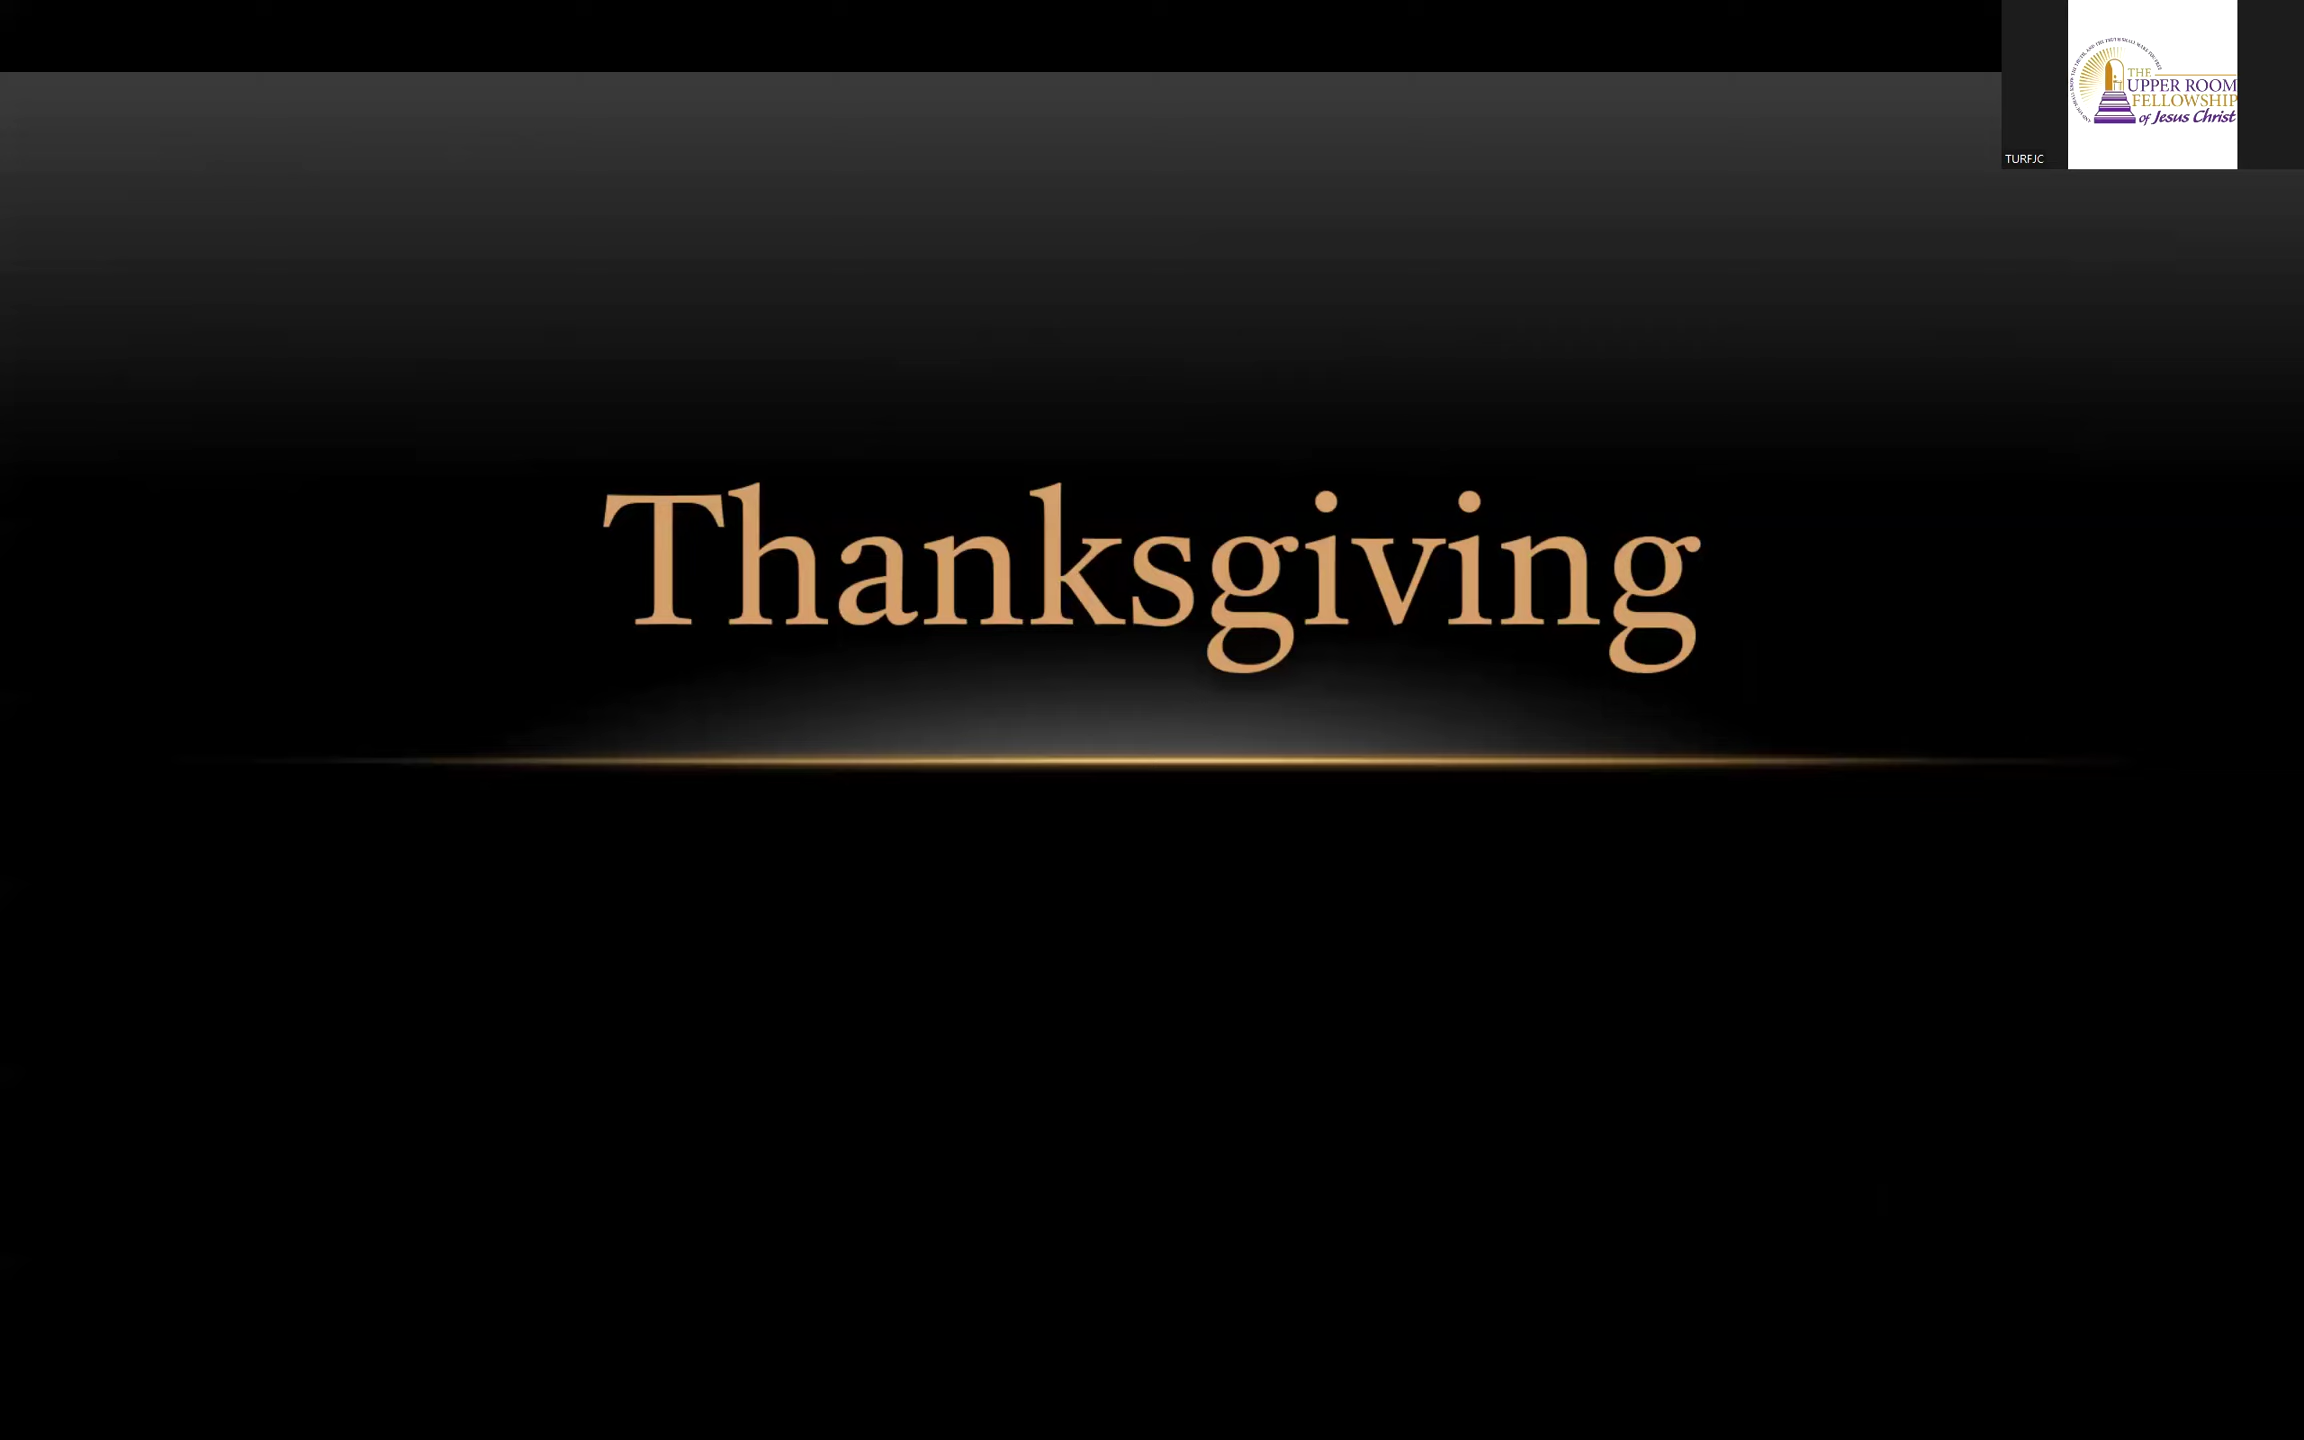 Thanksgiving
THE
UPPER ROOM
FELLOWSHIP
of Jesus Christ
TURFJC